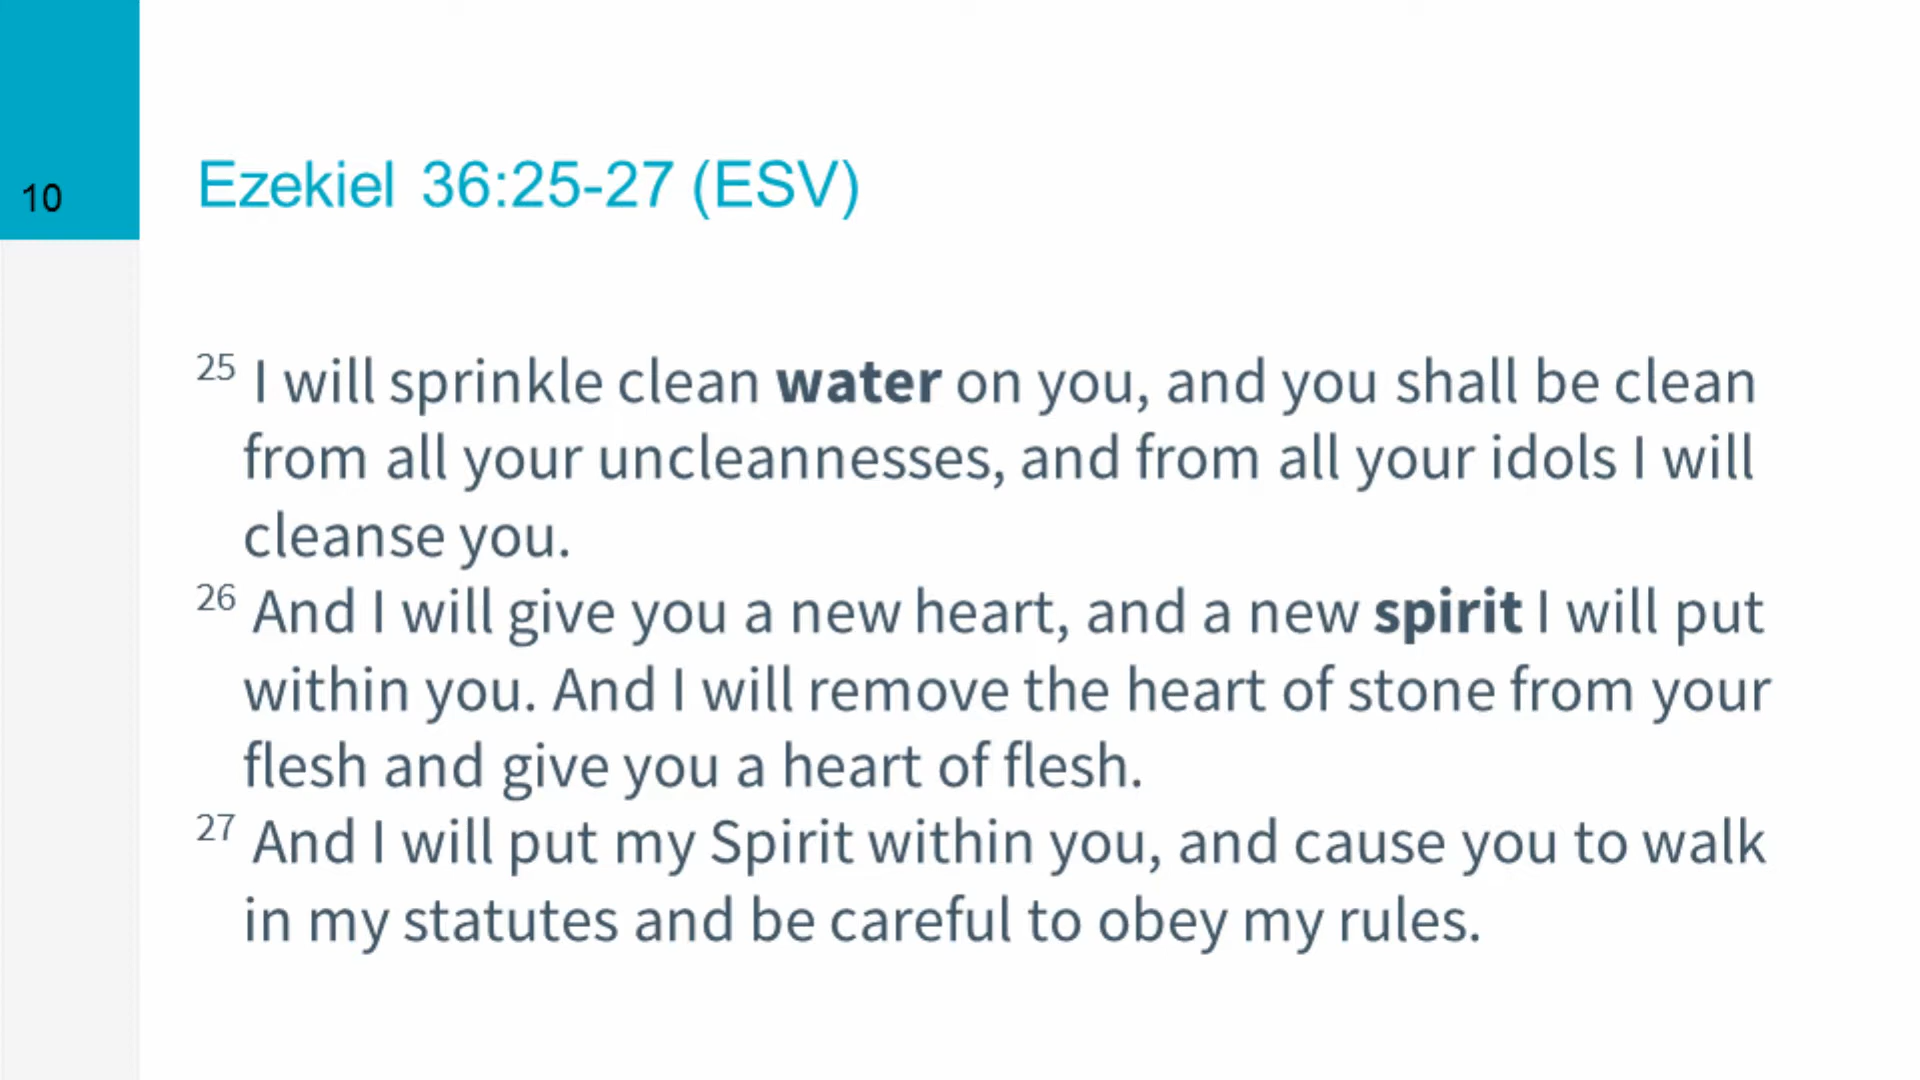 10
Ezekiel 36:25-27 (ESV)
25 I will sprinkle clean water on you, and you shall be clean
from all your uncleannesses, and from all your idols I will
cleanse you.
26 And I will give you a new heart, and a new spirit I will put
within you. And I will remove the heart of stone from your
flesh and give you a heart of flesh.
27 And I will put my Spirit within you, and cause you to walk
in my statutes and be careful to obey my rules.